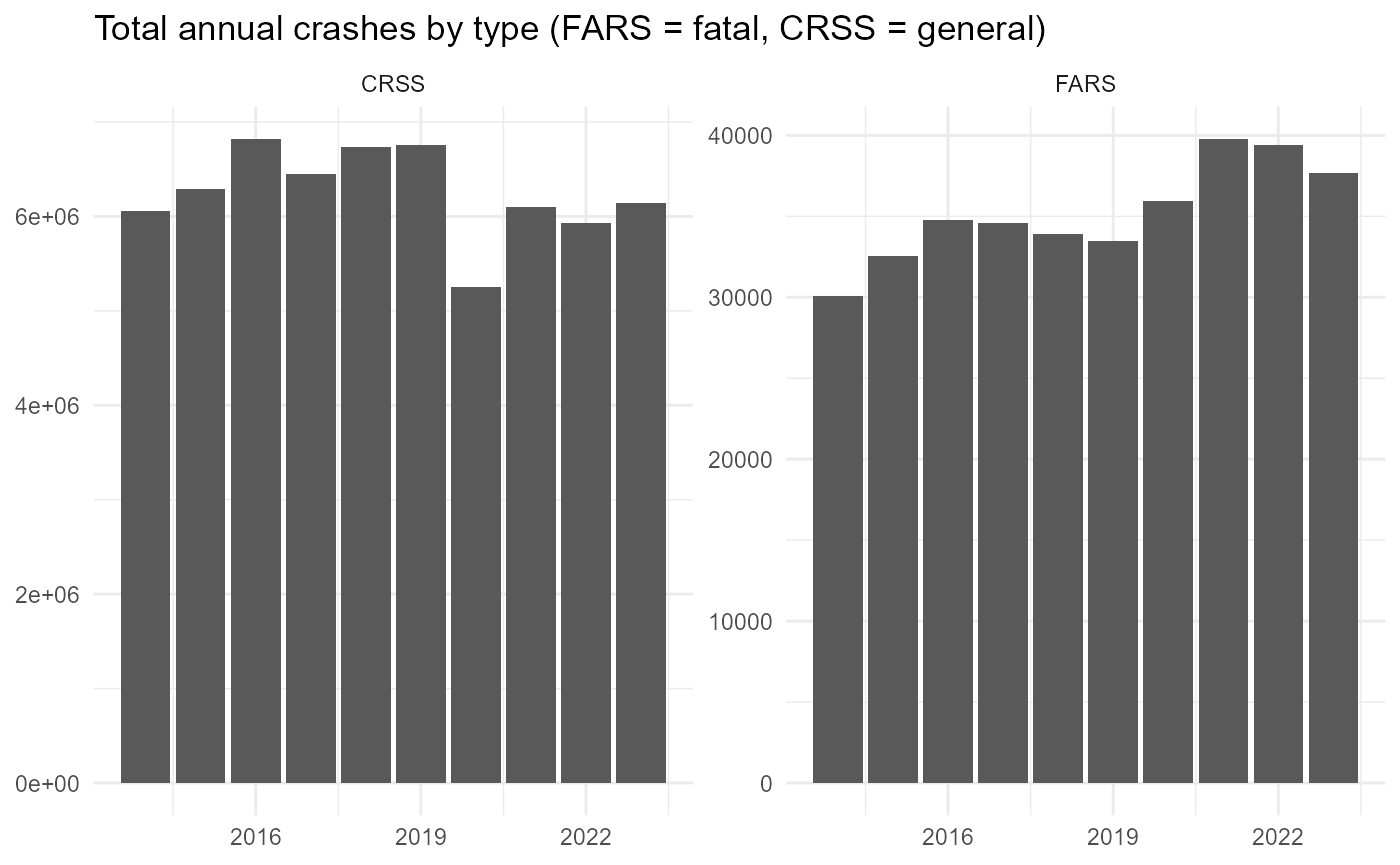 Total annual crashes by type (FARS = fatal, CRSS = general)
CRSS
6e+06
4e+06
2e+06
0e+00
2016 2019 2022
FARS
40000
30000
20000
10000
0
2016 2019 2022